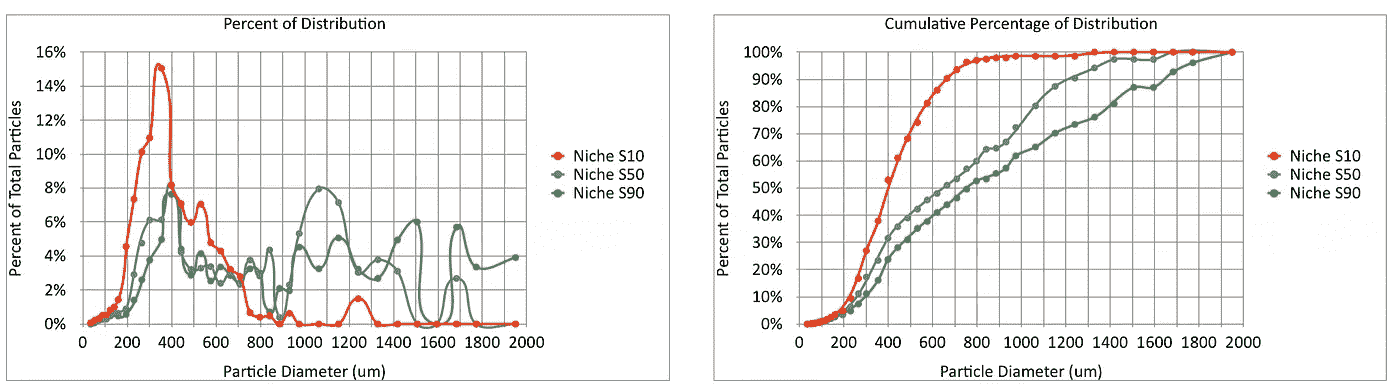 Percent of Distribution
16%
14%
12%
10%
8%
6%
4%
2%
0%
Percent of Total Particles
0 200 400 600 800 1000 1200 1400 1600 1800 2000
Particle Diameter (um)
Niche S10
Niche S50
Niche S90
Cumulative Percentage of Distribution
100%
90%
80%
70%
60%
50%
40%
30%
20%
10%
0%
Percent of Total Particles
0 200 400 600 800 1000 1200 1400 1600 1800 2000
Particle Diameter (um)
Niche S10
Niche S50
Niche S90